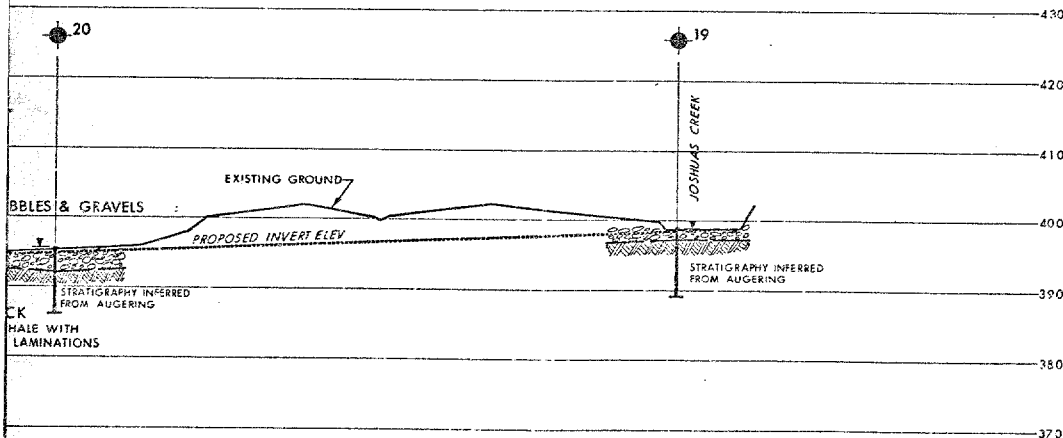 430
20
19
420
JOSHUAS CREEK
410
EXISTING GROUND
BBLES & GRAVELS
400
PROPOSED INVERT ELEV
STRATIGRAPHY INFERRED
FROM AUGERING
STRATIGRAPHY INFERRED
FROM AUGERING
390
CK
HALE WITH
LAMINATIONS
380
370